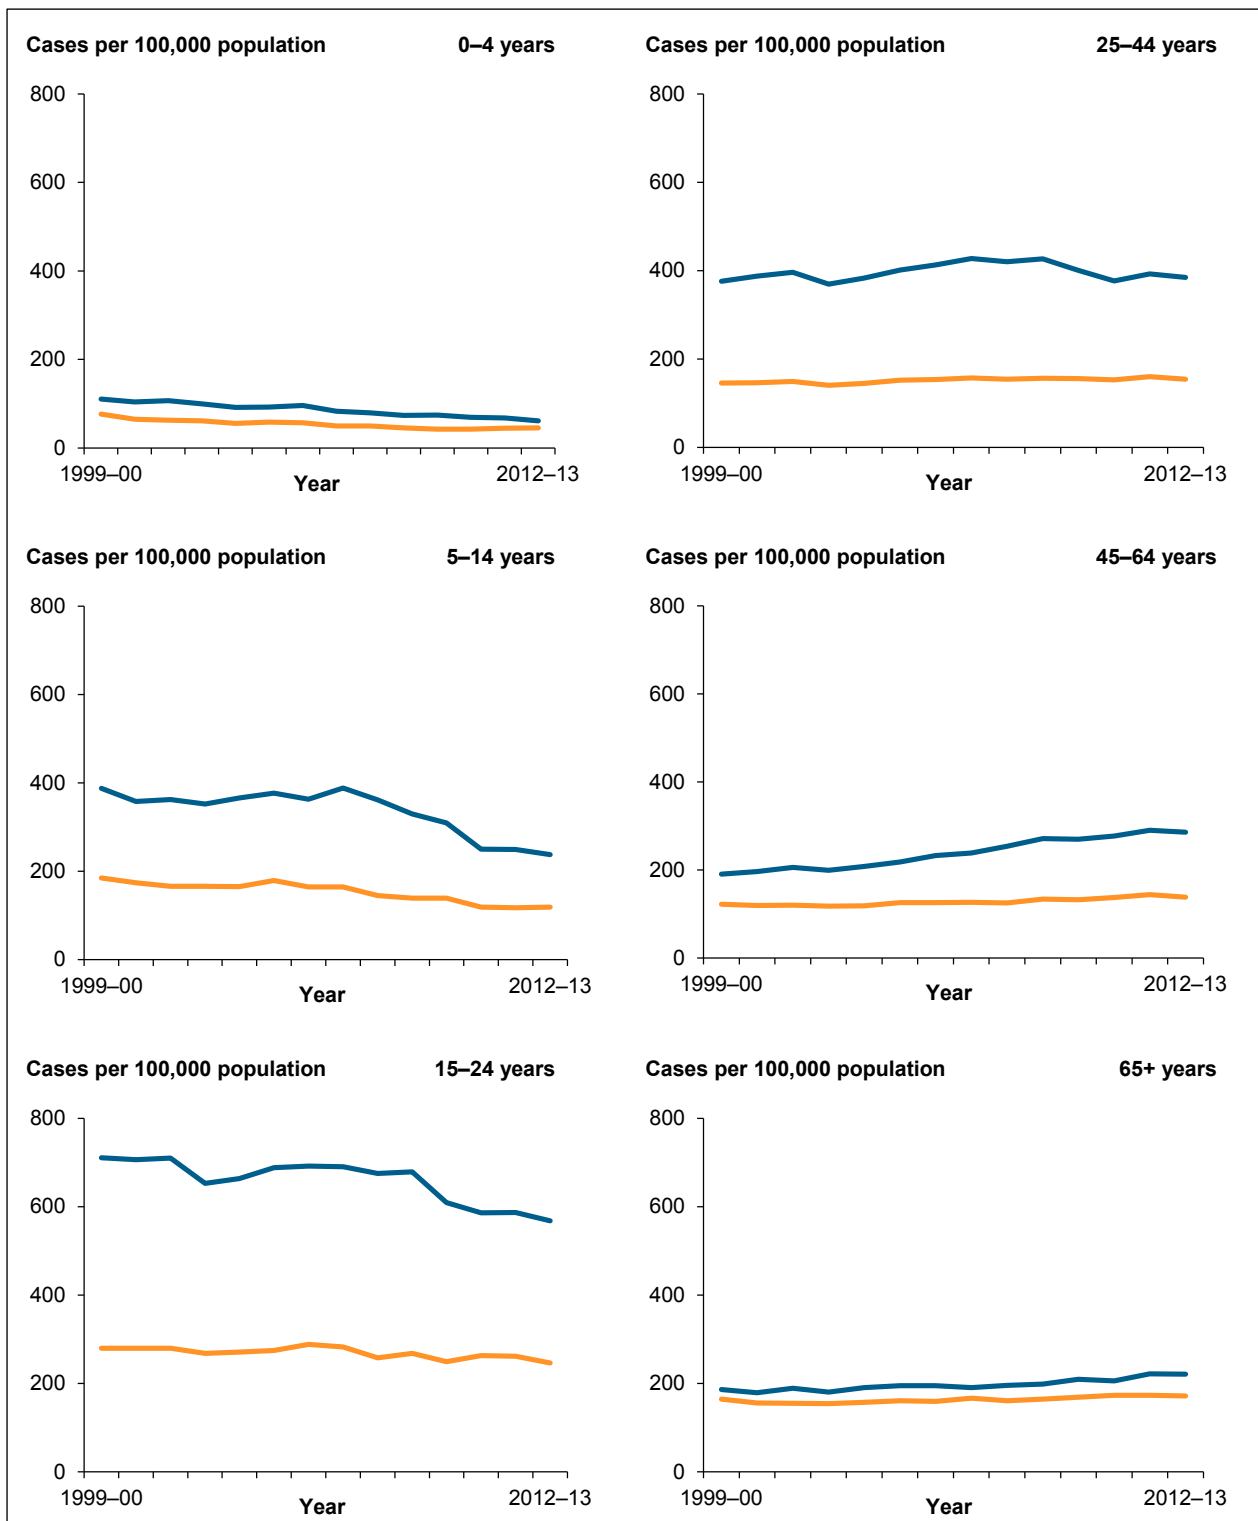 Cases per 100,000 population 0–4 years
800
600
400
200
0
1999–00 Year 2012–13
Cases per 100,000 population 25–44 years
800
600
400
200
0
1999–00 Year 2012–13
Cases per 100,000 population 5–14 years
800
600
400
200
0
1999–00 Year 2012–13
Cases per 100,000 population 45–64 years
800
600
400
200
0
1999–00 Year 2012–13
Cases per 100,000 population 15–24 years
800
600
400
200
0
1999–00 Year 2012–13
Cases per 100,000 population 65+ years
800
600
400
200
0
1999–00 Year 2012–13